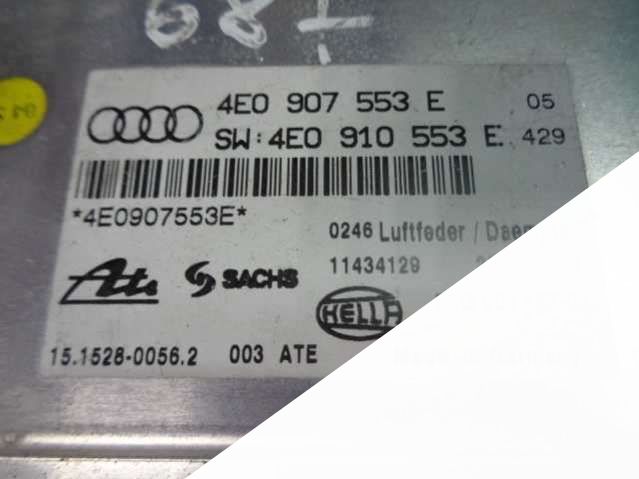 4E0 907 553 E 05
SW:4E0 910 553 E 429
*4E0907553E*
0246 Luftfeder /
11434129
Ate SACHS
HELLA
15.1528-0056.2 003 ATE